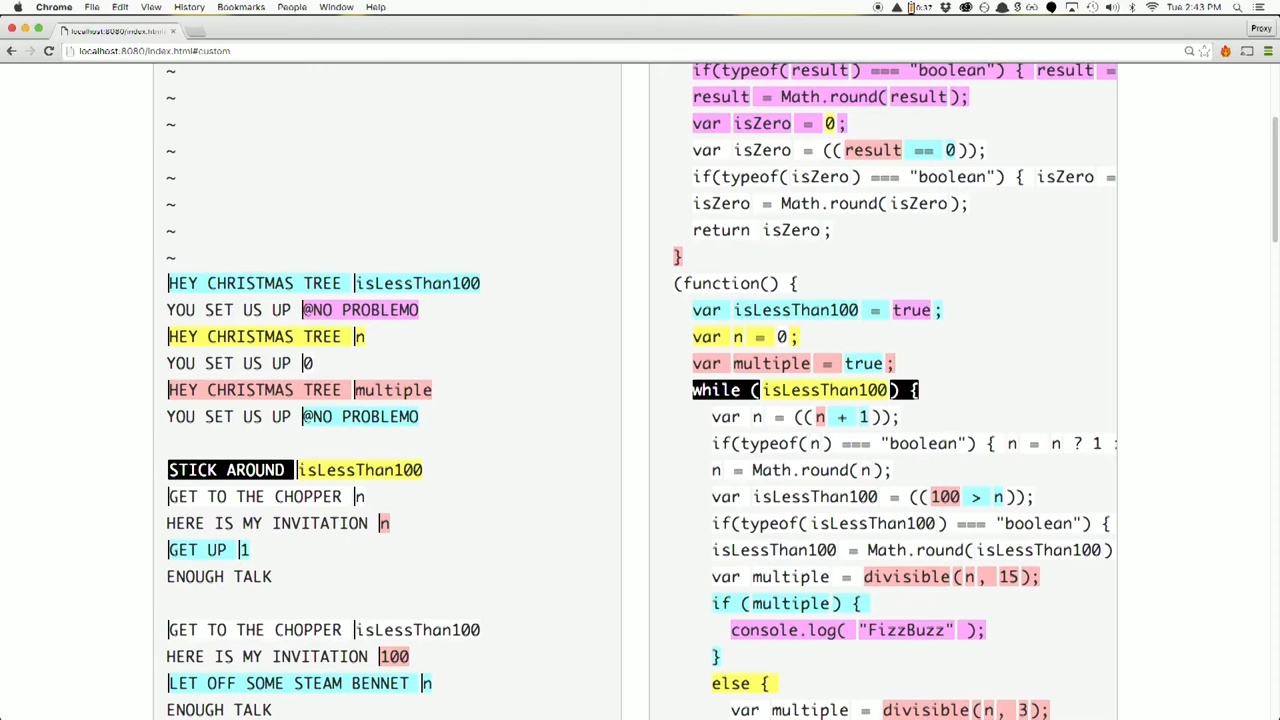 Chrome File Edit View History Bookmarks People Window Help
Tue 2:43 PM
localhost:8080/index.html
Proxy
localhost:8080/index.html#custom
~
~
~
~
~
~
~
~
HEY CHRISTMAS TREE isLessThan100
YOU SET US UP @NO PROBLEMO
HEY CHRISTMAS TREE n
YOU SET US UP 0
HEY CHRISTMAS TREE multiple
YOU SET US UP @NO PROBLEMO
STICK AROUND isLessThan100
GET TO THE CHOPPER n
HERE IS MY INVITATION n
GET UP 1
ENOUGH TALK
GET TO THE CHOPPER isLessThan100
HERE IS MY INVITATION 100
LET OFF SOME STEAM BENNET n
ENOUGH TALK
if(typeof(result) === "boolean") { result =
result = Math.round(result);
var isZero = 0;
var isZero = ((result == 0));
if(typeof(isZero) === "boolean") { isZero =
isZero = Math.round(isZero);
return isZero;
}
(function() {
var isLessThan100 = true;
var n = 0;
var multiple = true;
while (isLessThan100) {
var n = ((n + 1));
if(typeof(n) === "boolean") { n = n ? 1 :
n = Math.round(n);
var isLessThan100 = ((100 > n));
if(typeof(isLessThan100) === "boolean") {
isLessThan100 = Math.round(isLessThan100)
var multiple = divisible(n, 15);
if (multiple) {
console.log( "FizzBuzz" );
}
else {
var multiple = divisible(n, 3);